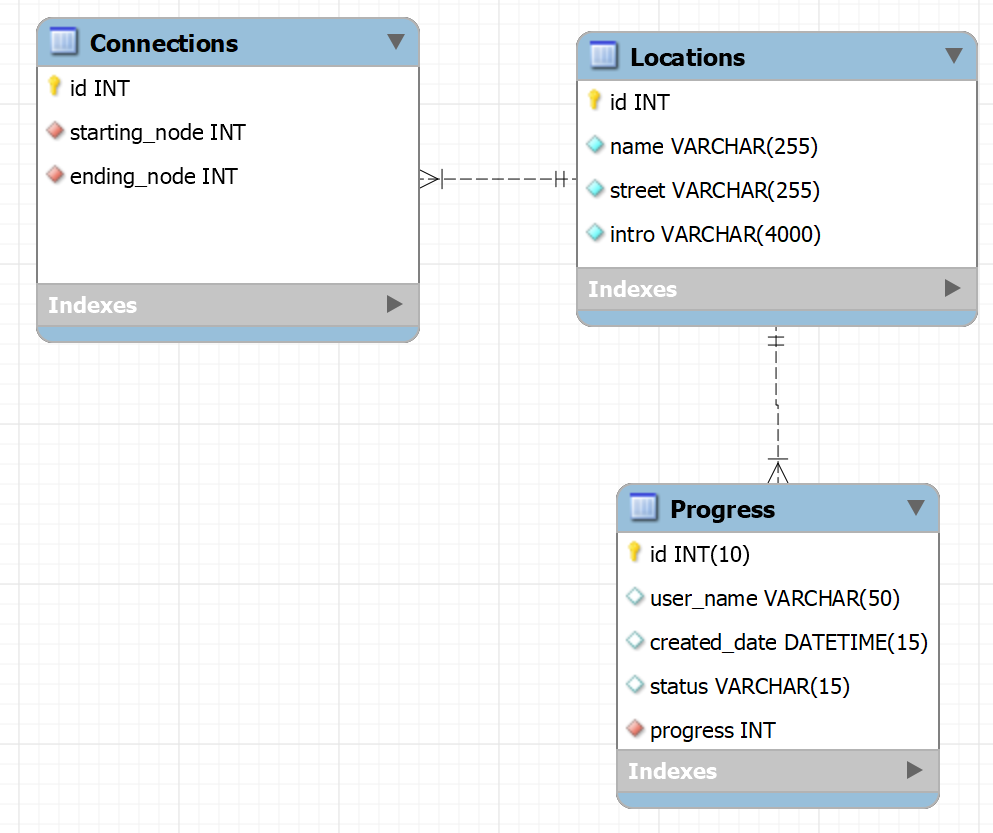 Connections
id INT
starting_node INT
ending_node INT
Indexes
Locations
id INT
name VARCHAR(255)
street VARCHAR(255)
intro VARCHAR(4000)
Indexes
Progress
id INT(10)
user_name VARCHAR(50)
created_date DATETIME(15)
status VARCHAR(15)
progress INT
Indexes